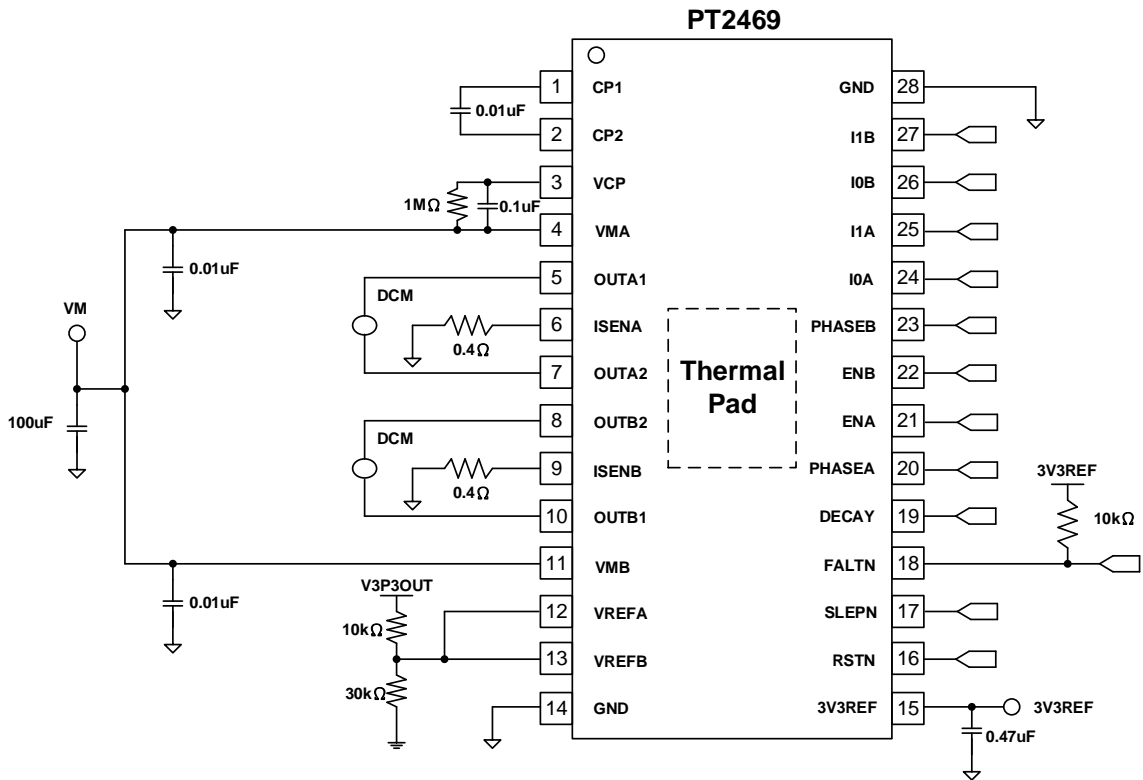 PT2469
1 CP1 GND 28
0.01uF
2 CP2 I1B 27
3 VCP I0B 26
1MΩ 0.1uF
4 VMA I1A 25
0.01uF
5 OUTA1 I0A 24
DCM
VM
6 ISENA PHASEB 23
0.4Ω
7 OUTA2 ENB 22
Thermal
Pad
8 OUTB2 ENA 21
100uF
DCM
9 ISENB PHASEA 20
0.4Ω
3V3REF
10 OUTB1 DECAY 19
10kΩ
11 VMB FALTN 18
0.01uF
V3P3OUT
12 VREFA SLEPN 17
10kΩ
13 VREFB RSTN 16
30kΩ
14 GND 3V3REF 15 3V3REF
0.47uF